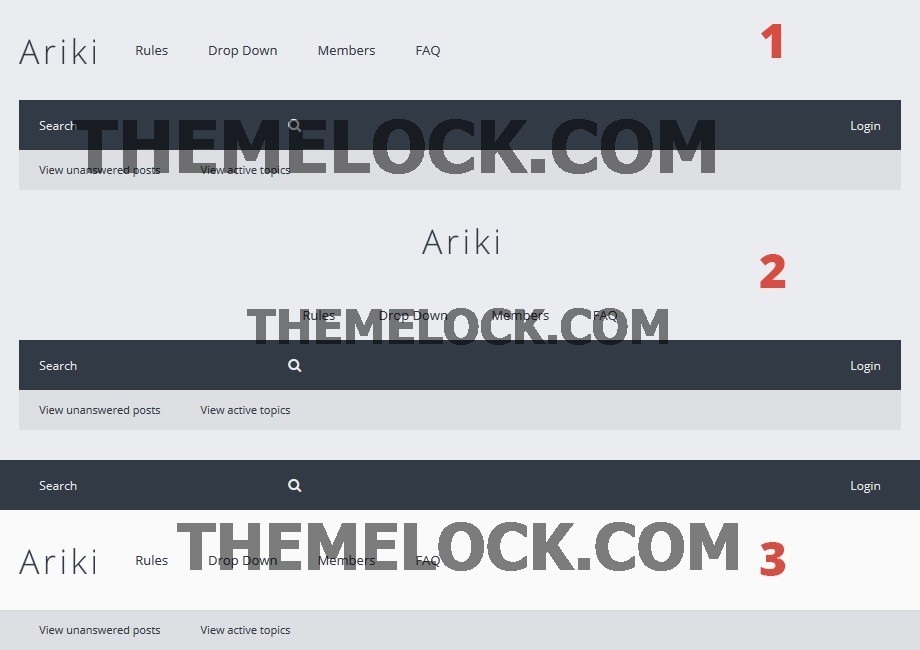 Ariki Rules Drop Down Members FAQ 1
Search Login
THEMELOCK.COM
View unanswered posts View active topics
Ariki
2
Rules Drop Down Members FAQ
THEMELOCK.COM
Search Login
View unanswered posts View active topics
Search Login
THEMELOCK.COM
Ariki Rules Drop Down Members FAQ 3
View unanswered posts View active topics